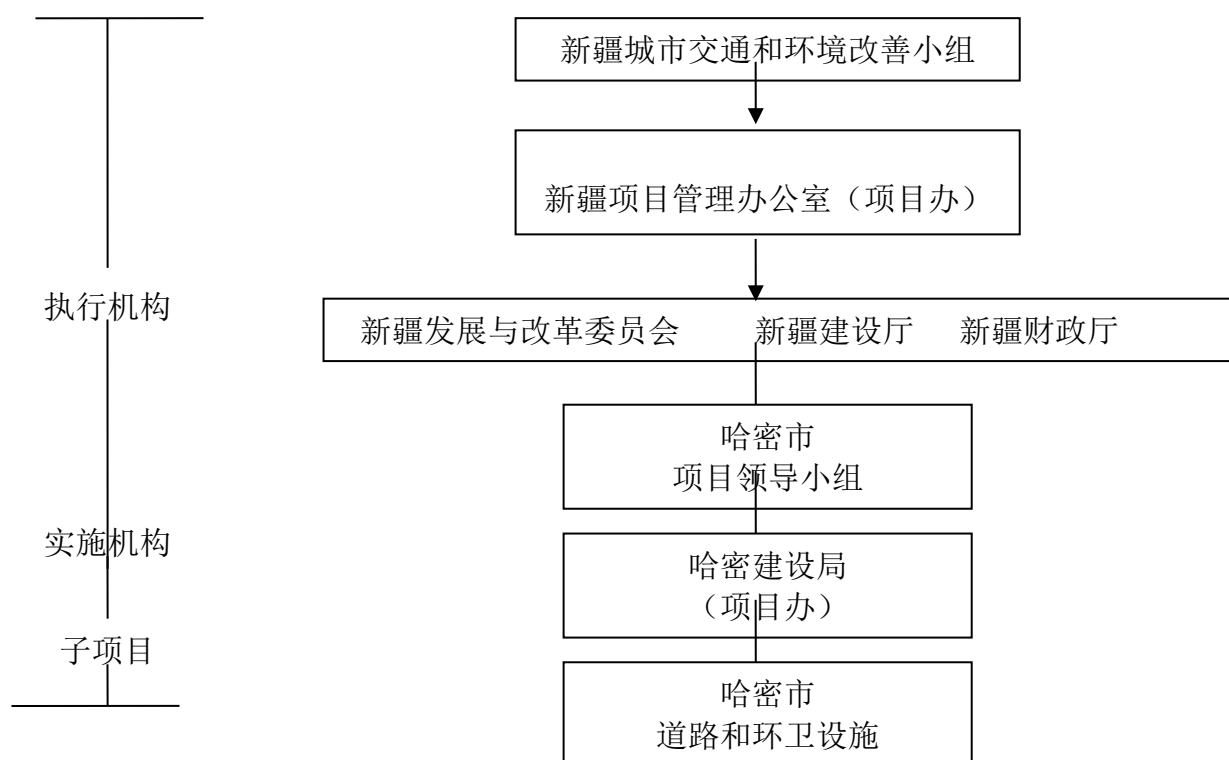 新疆城市交通和环境改善小组
新疆项目管理办公室（项目办）
执行机构
新疆发展与改革委员会 新疆建设厅 新疆财政厅
哈密市
项目领导小组
实施机构
哈密建设局
（项目办）
子项目
哈密市
道路和环卫设施